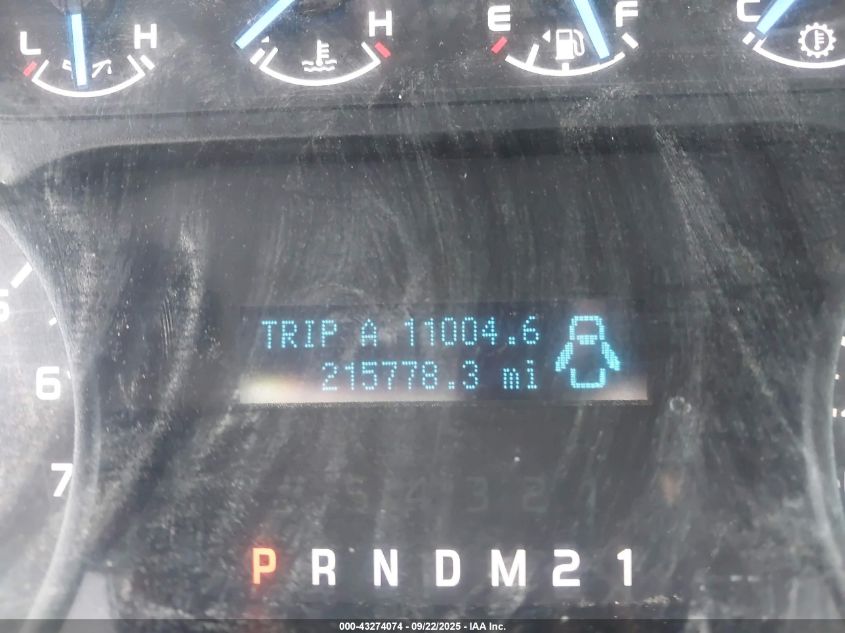 L H H E F C
TRIP A 11004.6
215778.3 mi
6
7
P R N D M 2 1
000-43274074 - 09/22/2025 - IAA Inc.